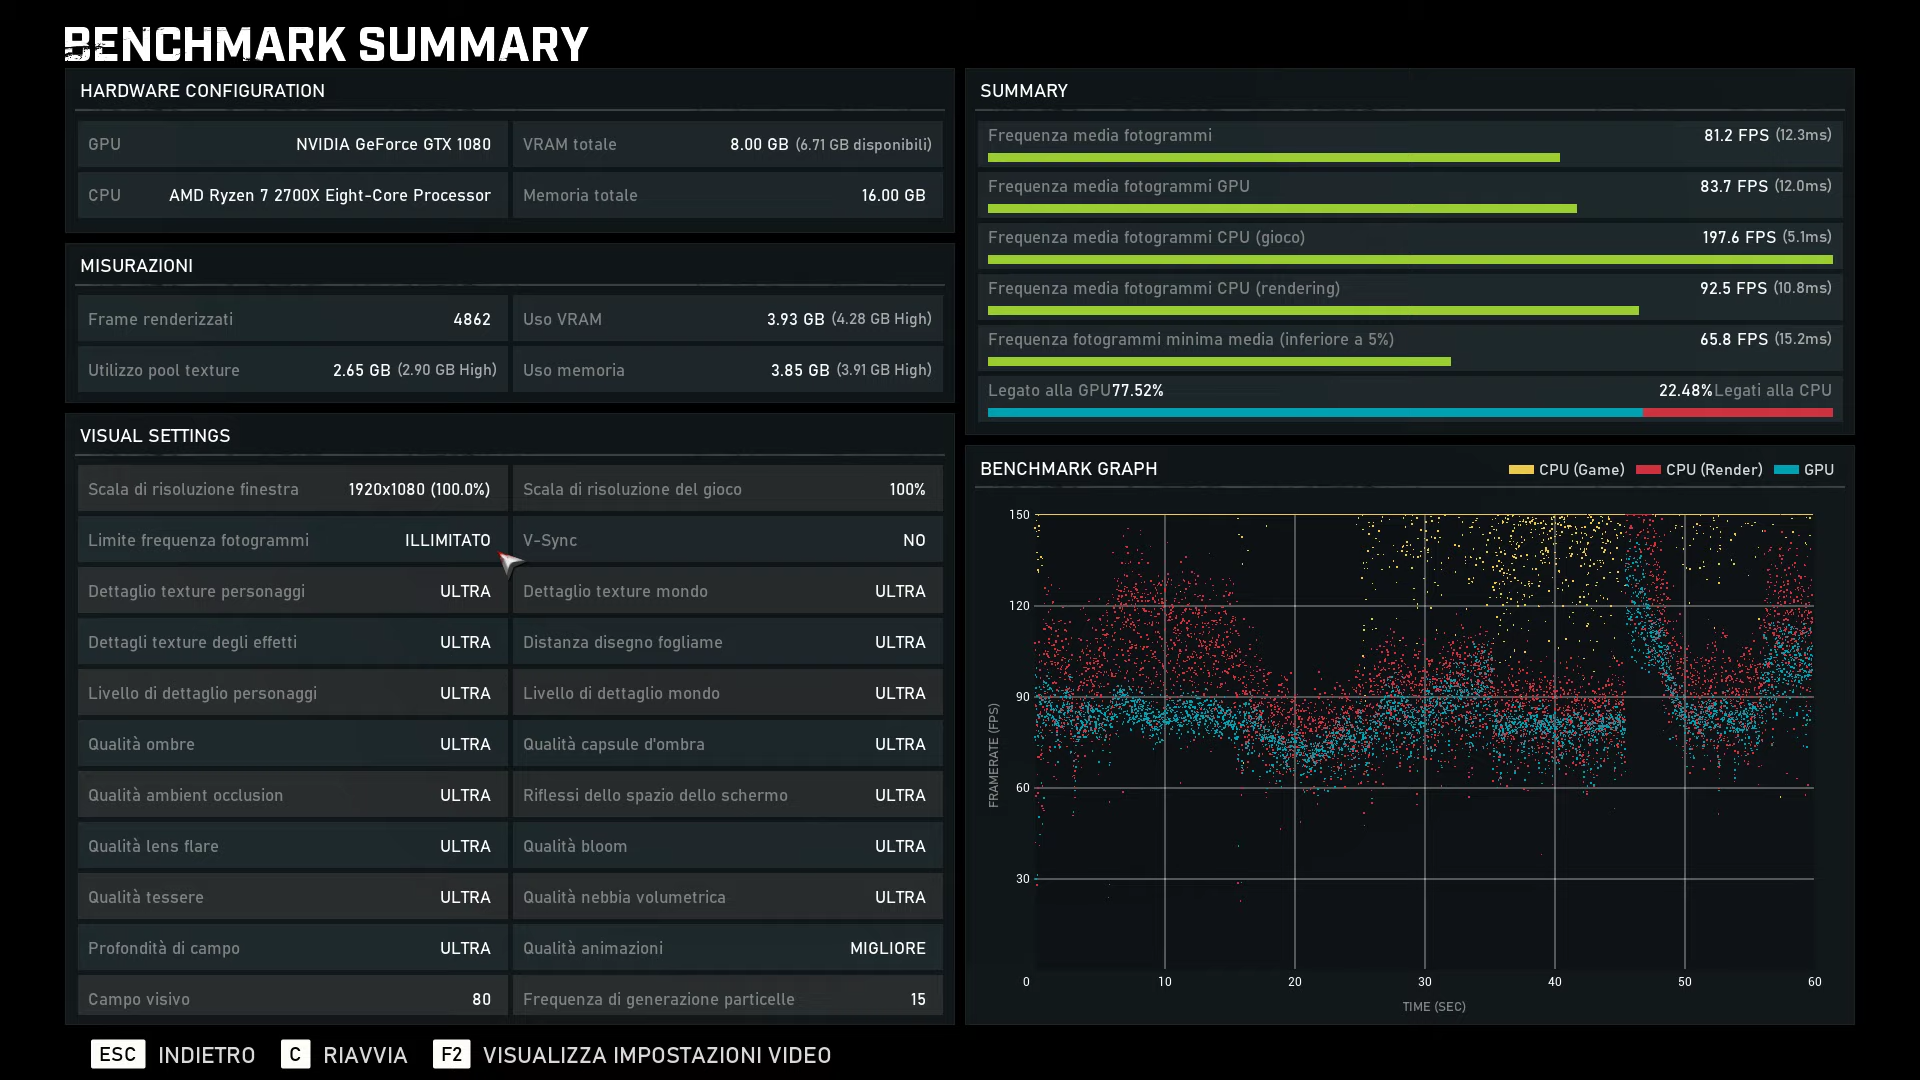 BENCHMARK SUMMARY
HARDWARE CONFIGURATION
GPU NVIDIA GeForce GTX 1080 VRAM totale 8.00 GB (6.71 GB disponibili)
CPU AMD Ryzen 7 2700X Eight-Core Processor Memoria totale 16.00 GB
MISURAZIONI
Frame renderizzati 4862 Uso VRAM 3.93 GB (4.28 GB High)
Utilizzo pool texture 2.65 GB (2.90 GB High) Uso memoria 3.85 GB (3.91 GB High)
VISUAL SETTINGS
Scala di risoluzione finestra 1920x1080 (100.0%) Scala di risoluzione del gioco 100%
Limite frequenza fotogrammi ILLIMITATO V-Sync NO
Dettaglio texture personaggi ULTRA Dettaglio texture mondo ULTRA
Dettagli texture degli effetti ULTRA Distanza disegno fogliame ULTRA
Livello di dettaglio personaggi ULTRA Livello di dettaglio mondo ULTRA
Qualità ombre ULTRA Qualità capsule d'ombra ULTRA
Qualità ambient occlusion ULTRA Riflessi dello spazio dello schermo ULTRA
Qualità lens flare ULTRA Qualità bloom ULTRA
Qualità tessere ULTRA Qualità nebbia volumetrica ULTRA
Profondità di campo ULTRA Qualità animazioni MIGLIORE
Campo visivo 80 Frequenza di generazione particelle 15
SUMMARY
Frequenza media fotogrammi 81.2 FPS (12.3ms)
Frequenza media fotogrammi GPU 83.7 FPS (12.0ms)
Frequenza media fotogrammi CPU (gioco) 197.6 FPS (5.1ms)
Frequenza media fotogrammi CPU (rendering) 92.5 FPS (10.8ms)
Frequenza fotogrammi minima media (inferiore a 5%) 65.8 FPS (15.2ms)
Legato alla GPU77.52% 22.48%Legati alla CPU
BENCHMARK GRAPH CPU (Game) CPU (Render) GPU
150
120
90
60
30
FRAMERATE (FPS)
0 10 20 30 40 50 60
TIME (SEC)
ESC INDIETRO C RIAVVIA F2 VISUALIZZA IMPOSTAZIONI VIDEO